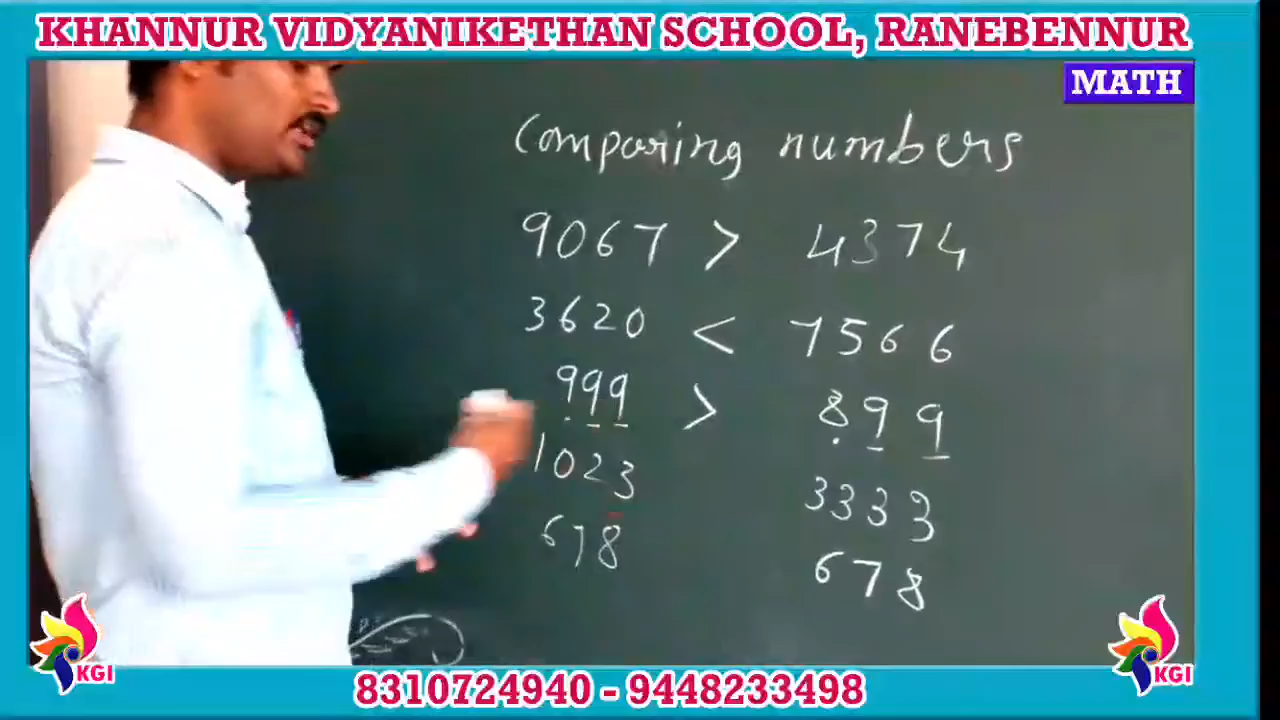 KHANNUR VIDYANIKETHAN SCHOOL, RANEBENNUR
MATH
Comparing numbers
9067 > 4374
3620 < 7566
999 > 899
1023 3333
678 678
KGI
KGI
8310724940 - 9448233498